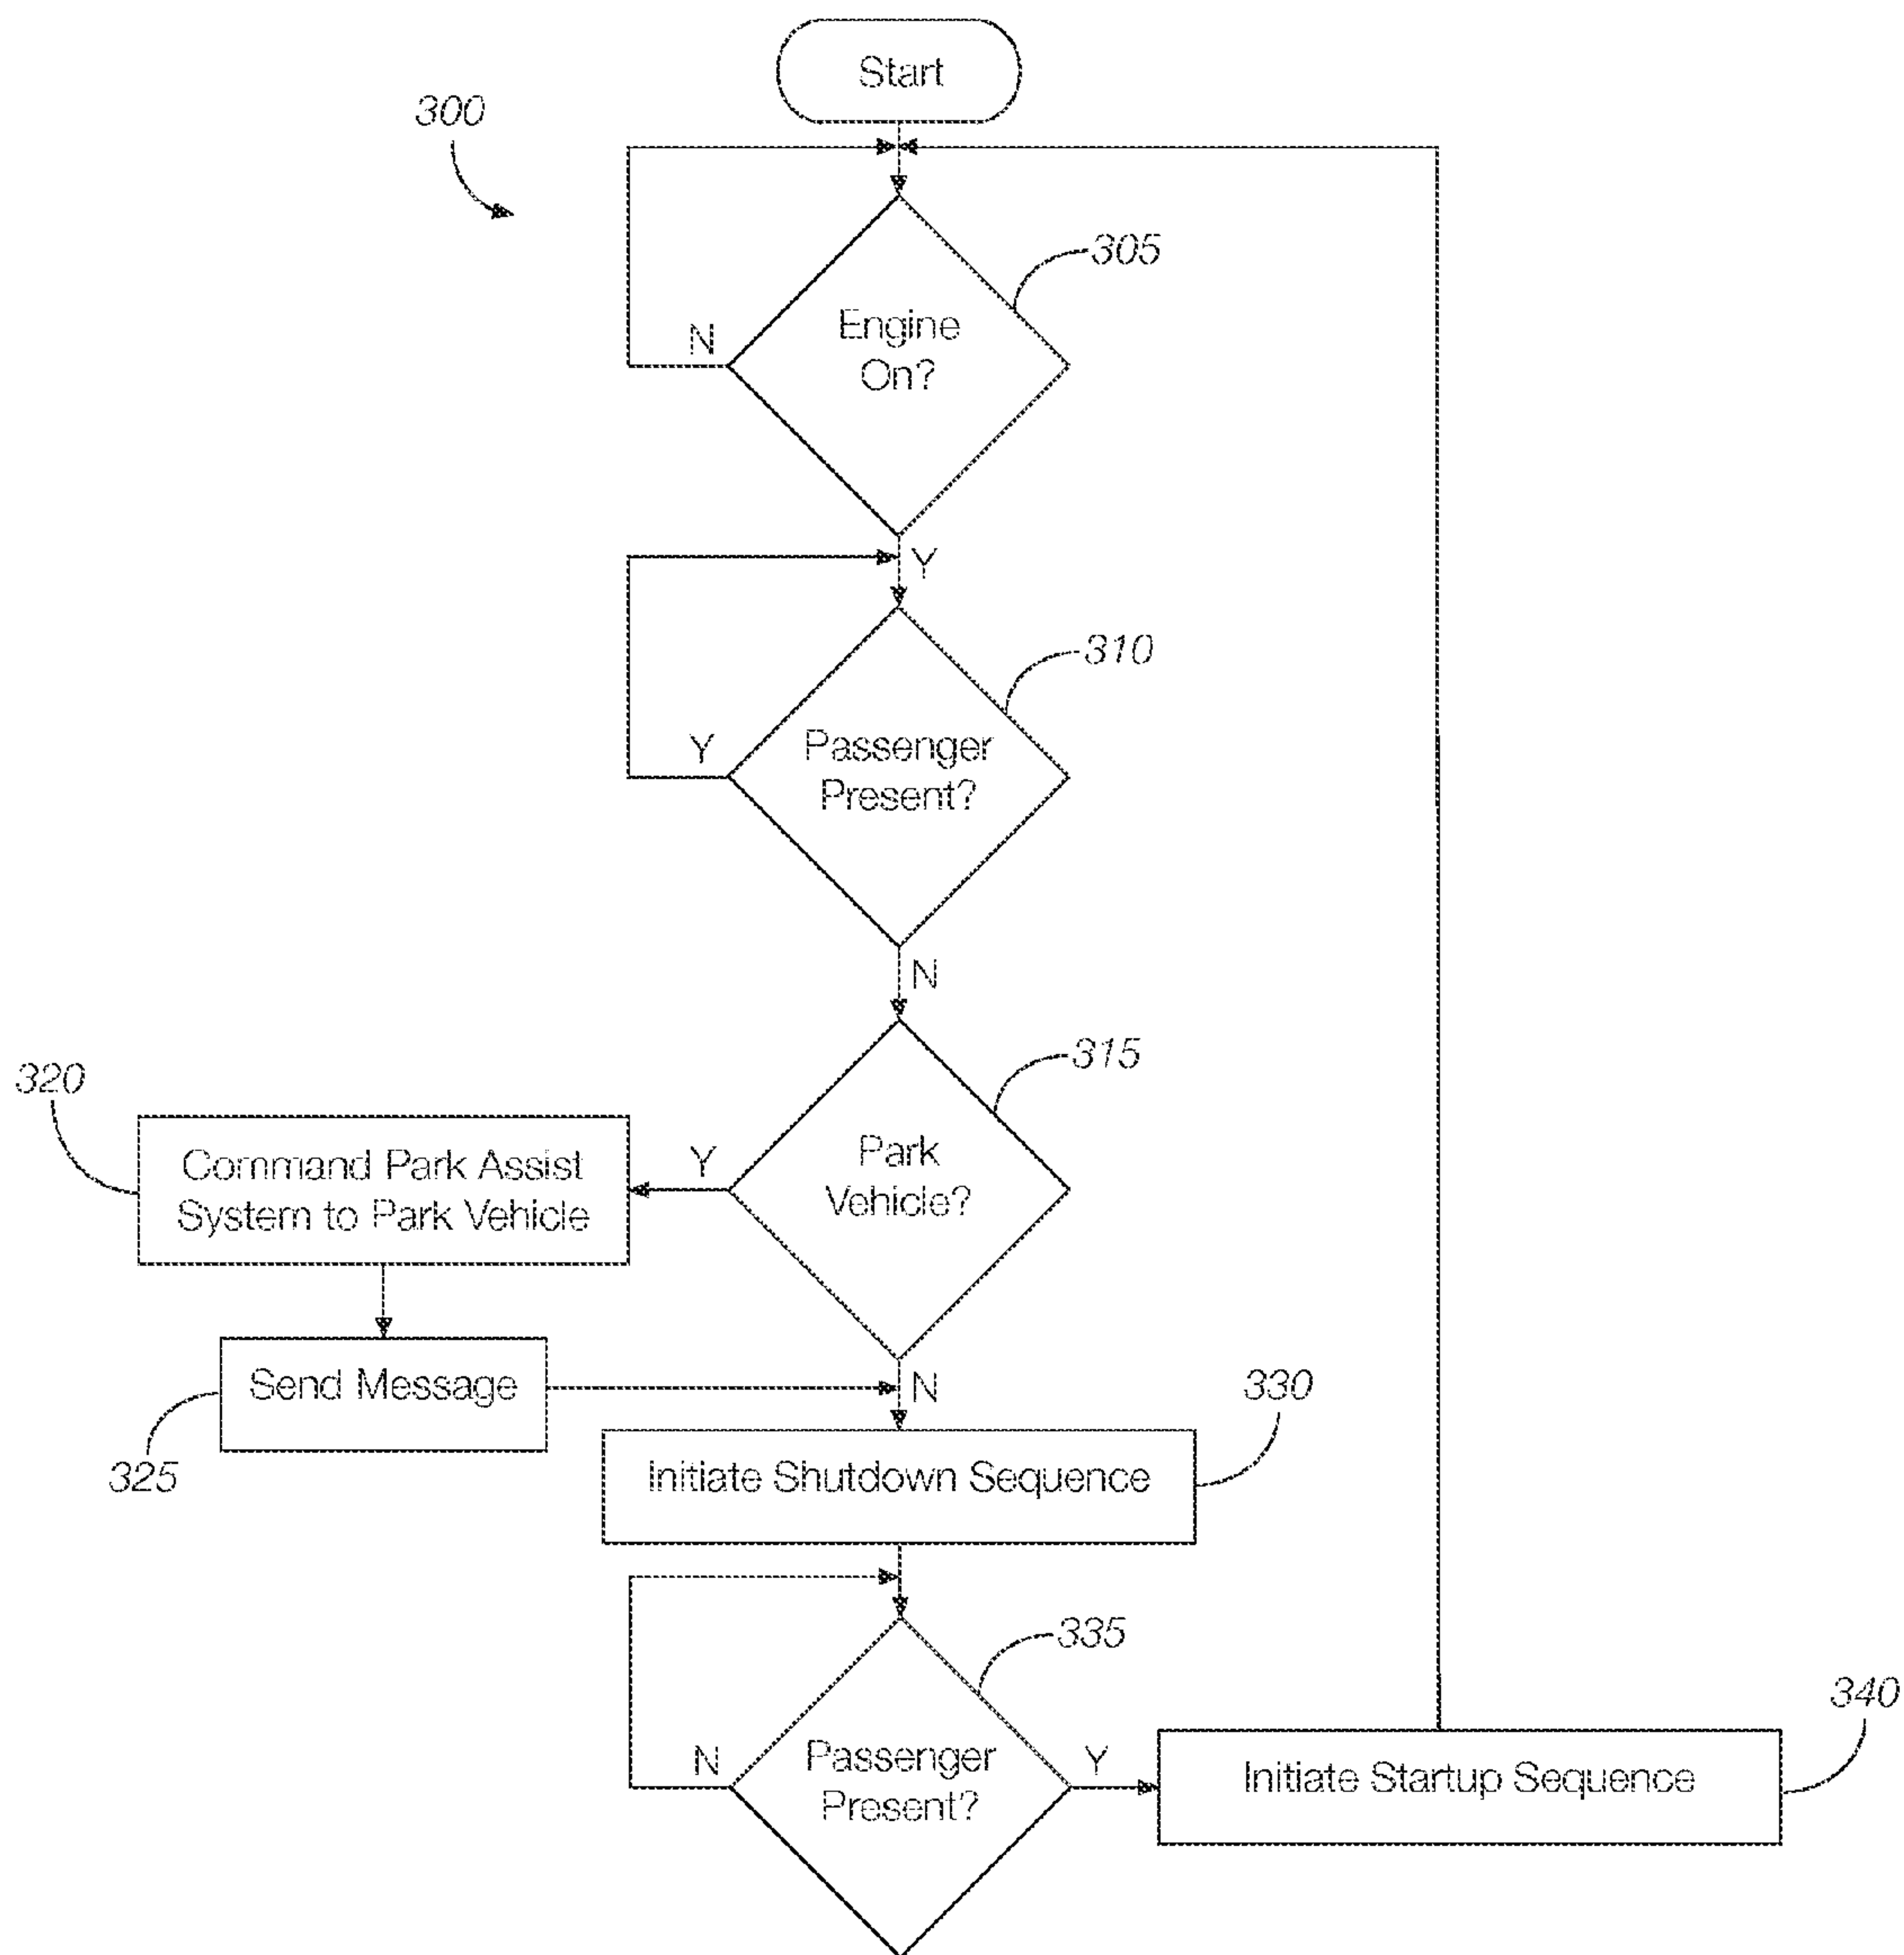 Start
300
305
Engine
On?
N
Y
310
Passenger
Present?
Y
N
315
Park
Vehicle?
Y
320
Command Park Assist
System to Park Vehicle
Send Message
325
N
330
Initiate Shutdown Sequence
335
Passenger
Present?
N
Y
340
Initiate Startup Sequence